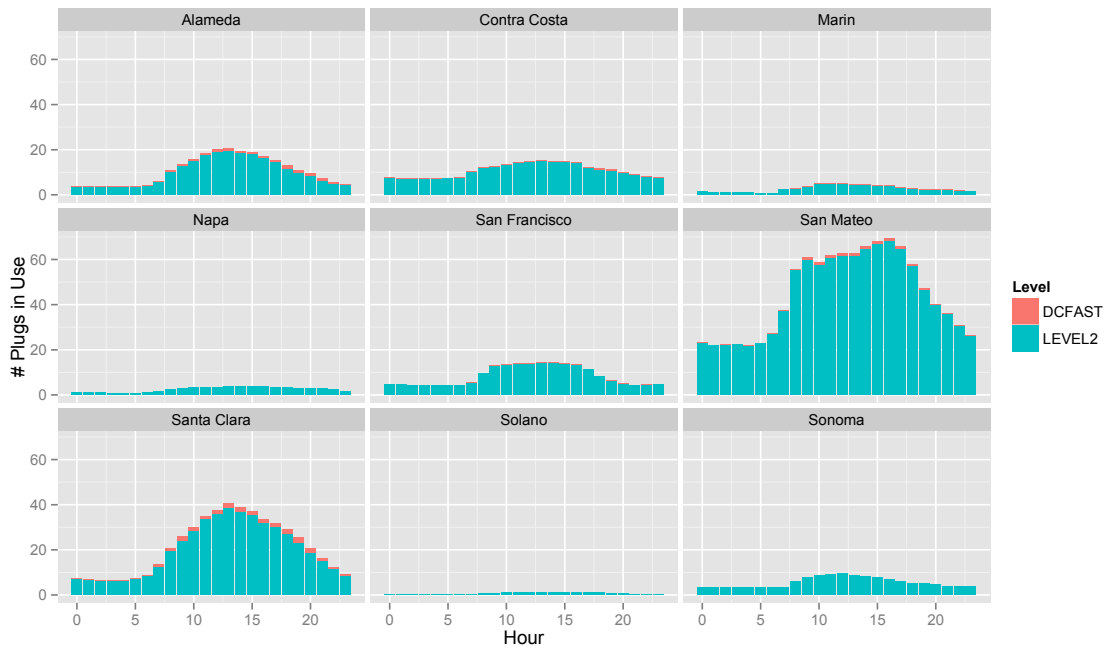 Alameda Contra Costa Marin
60
40
20
0
Napa San Francisco San Mateo
# Plugs in Use
60
40
20
0
Level
DCFAST
LEVEL2
Santa Clara Solano Sonoma
60
40
20
0
0 5 10 15 20 0 5 10 15 20 0 5 10 15 20
Hour